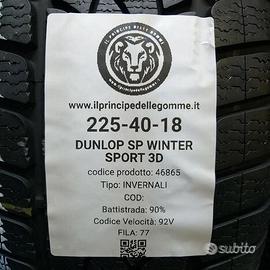 IL PRINCIPE DELLE GOMME
www.ilprincipedellegomme.it
225-40-18
DUNLOP SP WINTER
SPORT 3D
codice prodotto: 46865
Tipo: INVERNALI
COD:
Battistrada: 90%
Codice Velocità: 92V
FILA: 77
subito